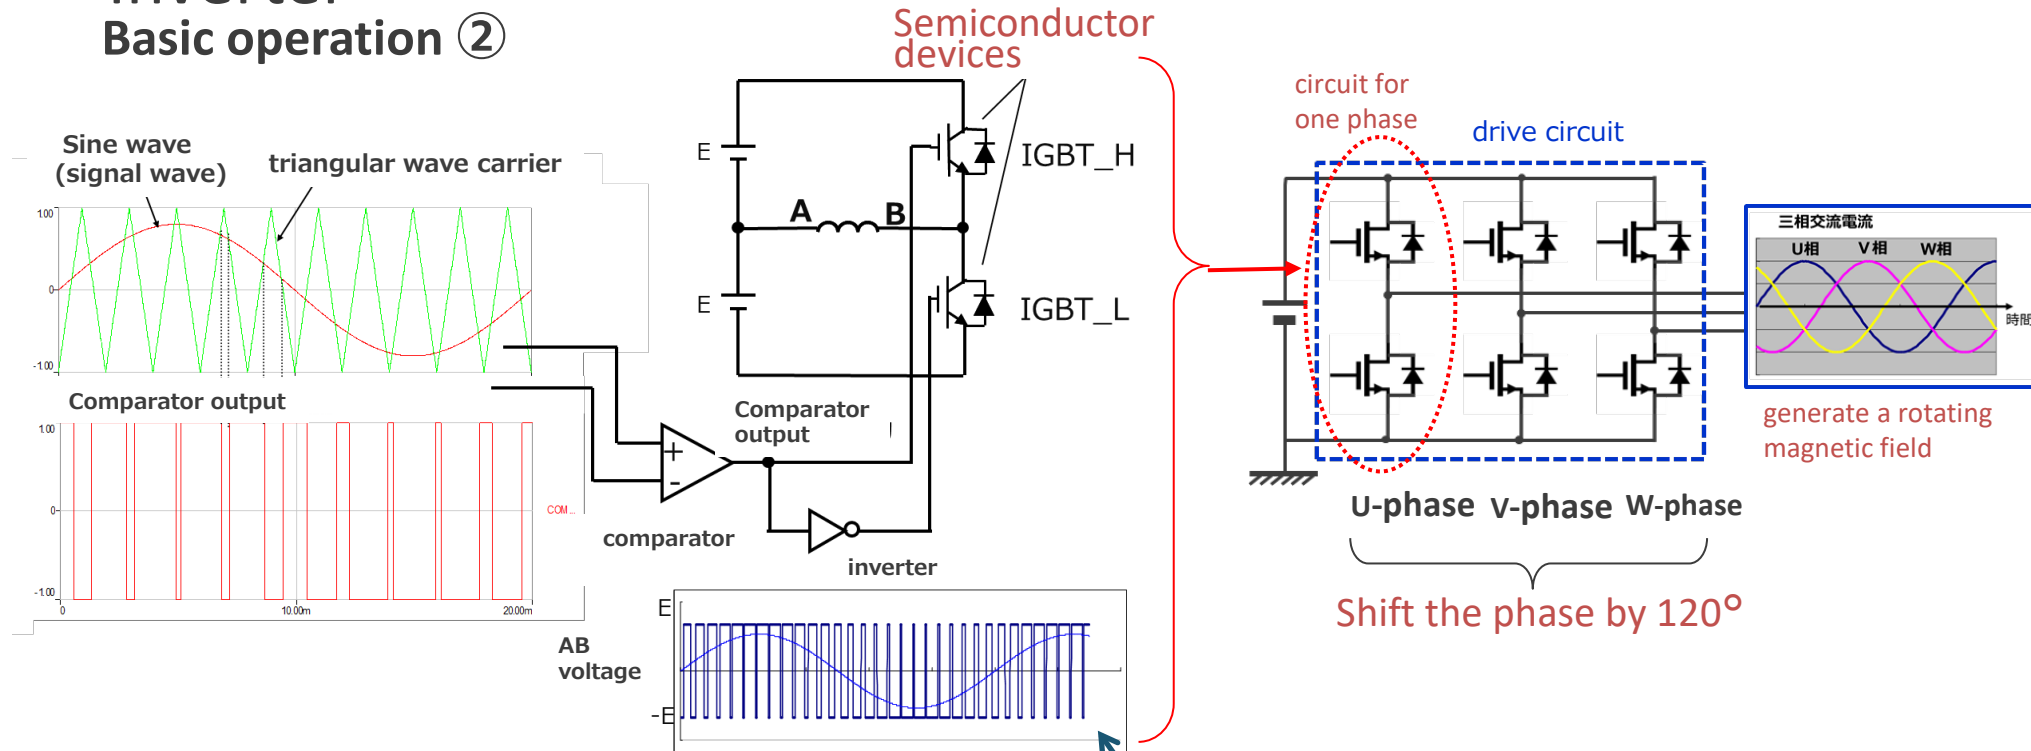 Inverter
Basic operation ②
Semiconductor
devices
Sine wave
(signal wave)
triangular wave carrier
1.00
0
-1.00
Comparator output
1.00
0
-1.00
0
10.00m
20.00m
COM...
E
E
A
B
IGBT_H
IGBT_L
Comparator
output
+
-
comparator
inverter
AB
voltage
E
-E
circuit for
one phase
drive circuit
三相交流電流
U相
V相
W相
時間
generate a rotating
magnetic field
U-phase
V-phase
W-phase
Shift the phase by 120°